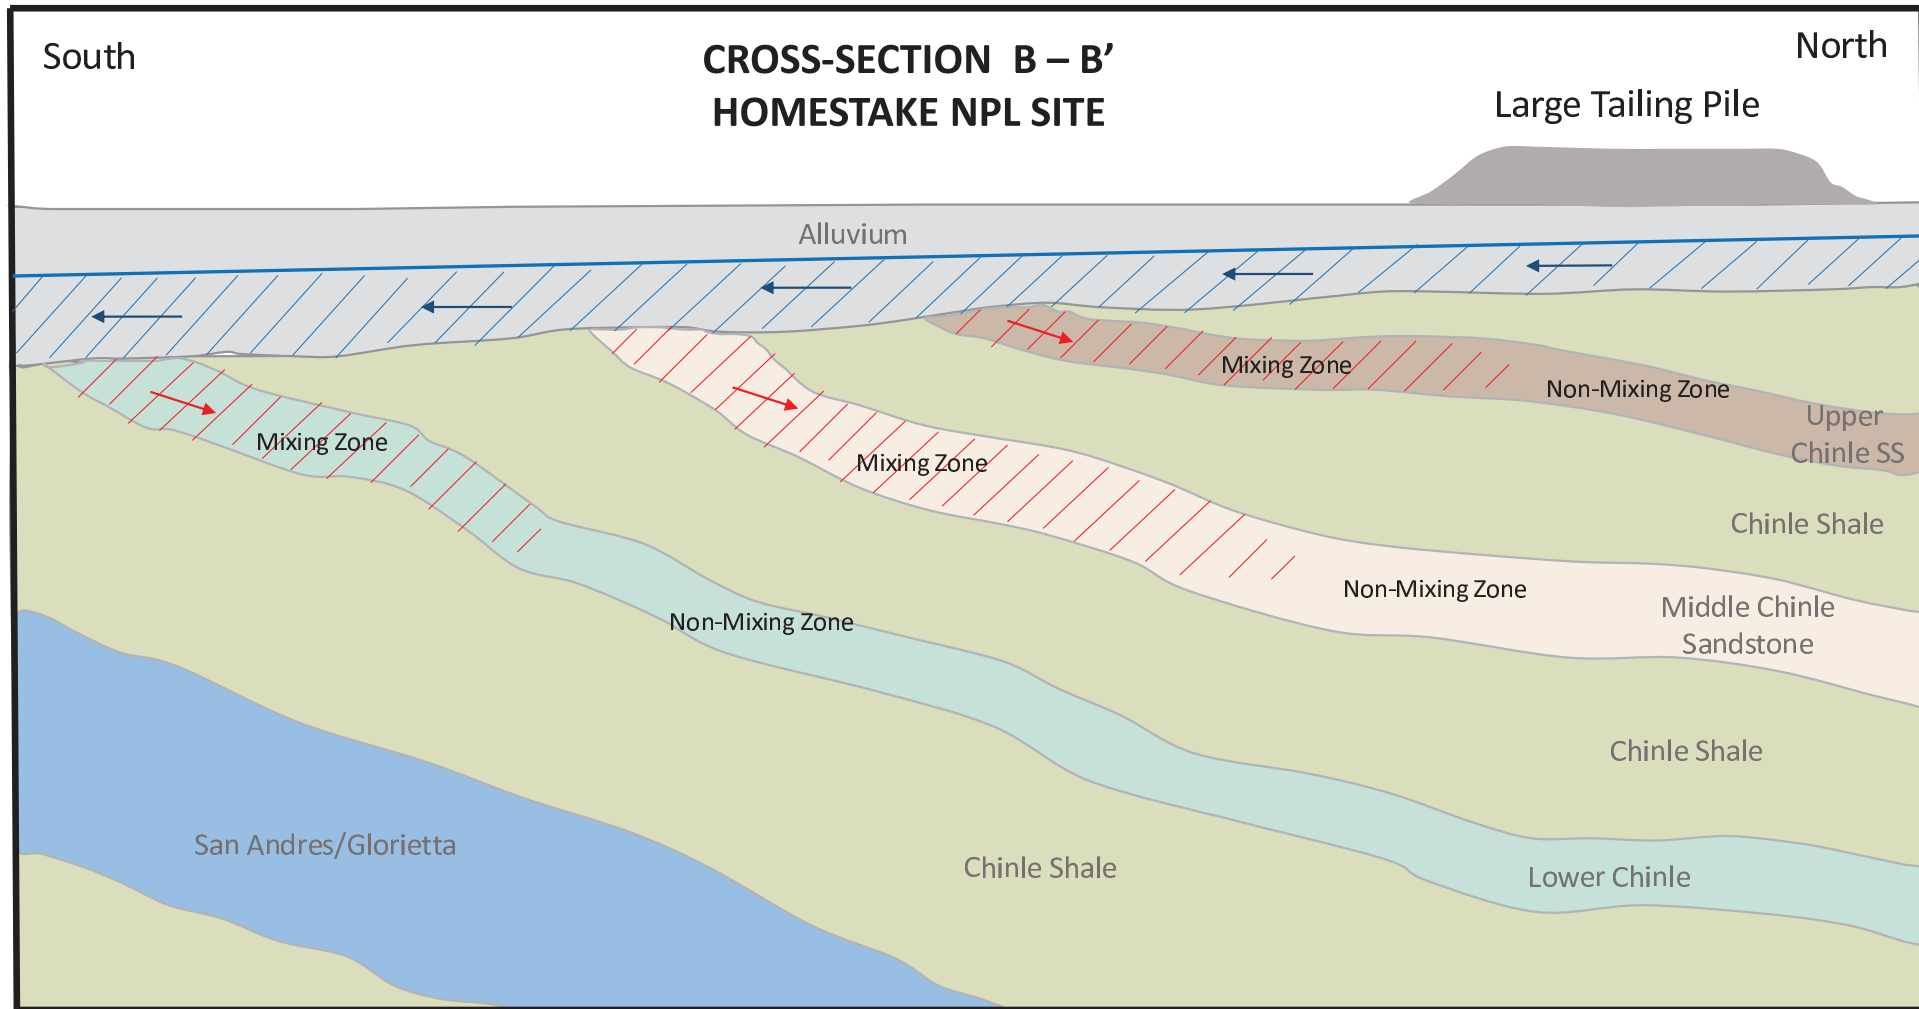 South
CROSS-SECTION B – B’
North
HOMESTAKE NPL SITE
Large Tailing Pile
Alluvium
Mixing Zone
Non-Mixing Zone
Upper
Chinle SS
Mixing Zone
Mixing Zone
Chinle Shale
Non-Mixing Zone
Middle Chinle
Sandstone
Non-Mixing Zone
Chinle Shale
San Andres/Glorietta
Chinle Shale
Lower Chinle